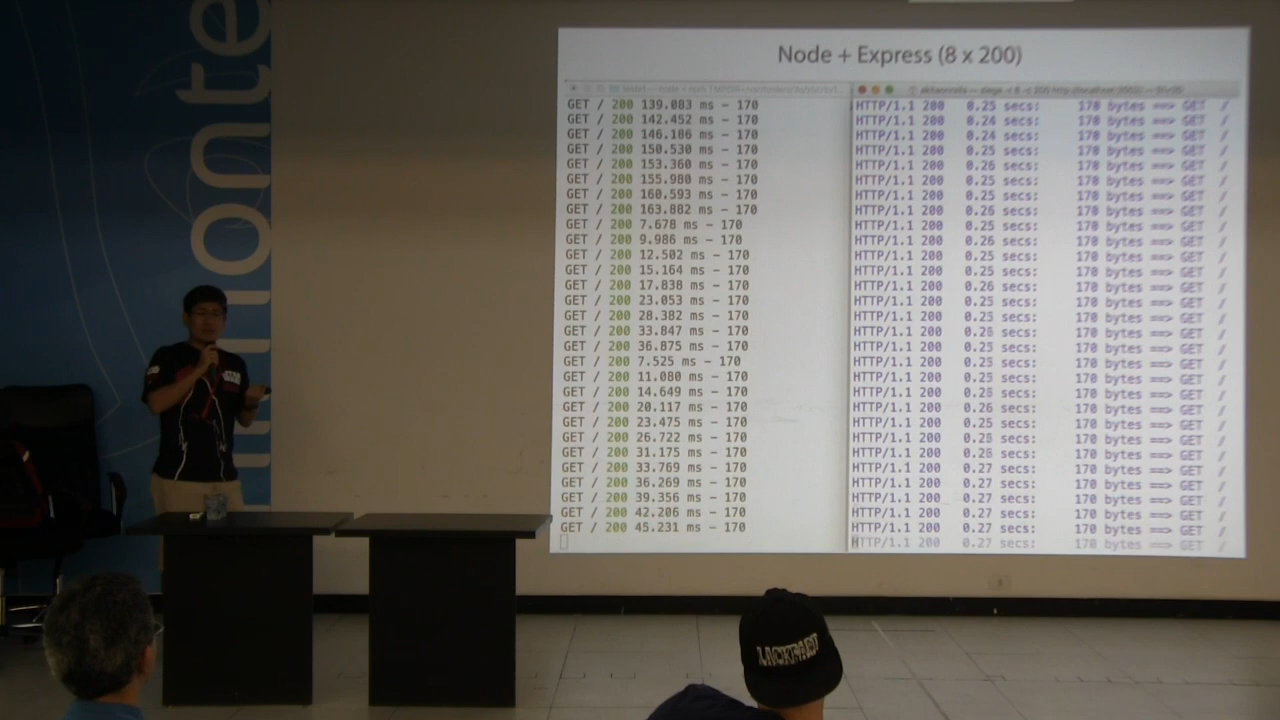 Node + Express (8 x 200)
GET / 200 139.083 ms - 170
GET / 200 142.452 ms - 170
GET / 200 146.186 ms - 170
GET / 200 150.530 ms - 170
GET / 200 153.360 ms - 170
GET / 200 155.980 ms - 170
GET / 200 160.593 ms - 170
GET / 200 163.882 ms - 170
GET / 200 7.678 ms - 170
GET / 200 9.986 ms - 170
GET / 200 12.502 ms - 170
GET / 200 15.164 ms - 170
GET / 200 17.838 ms - 170
GET / 200 23.053 ms - 170
GET / 200 28.382 ms - 170
GET / 200 33.847 ms - 170
GET / 200 36.875 ms - 170
GET / 200 7.525 ms - 170
GET / 200 11.080 ms - 170
GET / 200 14.649 ms - 170
GET / 200 20.117 ms - 170
GET / 200 23.475 ms - 170
GET / 200 26.722 ms - 170
GET / 200 31.175 ms - 170
GET / 200 33.769 ms - 170
GET / 200 36.269 ms - 170
GET / 200 39.356 ms - 170
GET / 200 42.206 ms - 170
GET / 200 45.231 ms - 170
HTTP/1.1 200 0.25 secs: 170 bytes ==> GET /
HTTP/1.1 200 0.24 secs: 170 bytes ==> GET /
HTTP/1.1 200 0.24 secs: 170 bytes ==> GET /
HTTP/1.1 200 0.25 secs: 170 bytes ==> GET /
HTTP/1.1 200 0.26 secs: 170 bytes ==> GET /
HTTP/1.1 200 0.25 secs: 170 bytes ==> GET /
HTTP/1.1 200 0.25 secs: 170 bytes ==> GET /
HTTP/1.1 200 0.26 secs: 170 bytes ==> GET /
HTTP/1.1 200 0.25 secs: 170 bytes ==> GET /
HTTP/1.1 200 0.26 secs: 170 bytes ==> GET /
HTTP/1.1 200 0.25 secs: 170 bytes ==> GET /
HTTP/1.1 200 0.25 secs: 170 bytes ==> GET /
HTTP/1.1 200 0.26 secs: 170 bytes ==> GET /
HTTP/1.1 200 0.25 secs: 170 bytes ==> GET /
HTTP/1.1 200 0.25 secs: 170 bytes ==> GET /
HTTP/1.1 200 0.26 secs: 170 bytes ==> GET /
HTTP/1.1 200 0.25 secs: 170 bytes ==> GET /
HTTP/1.1 200 0.25 secs: 170 bytes ==> GET /
HTTP/1.1 200 0.25 secs: 170 bytes ==> GET /
HTTP/1.1 200 0.25 secs: 170 bytes ==> GET /
HTTP/1.1 200 0.26 secs: 170 bytes ==> GET /
HTTP/1.1 200 0.25 secs: 170 bytes ==> GET /
HTTP/1.1 200 0.26 secs: 170 bytes ==> GET /
HTTP/1.1 200 0.26 secs: 170 bytes ==> GET /
HTTP/1.1 200 0.27 secs: 170 bytes ==> GET /
HTTP/1.1 200 0.27 secs: 170 bytes ==> GET /
HTTP/1.1 200 0.27 secs: 170 bytes ==> GET /
HTTP/1.1 200 0.27 secs: 170 bytes ==> GET /
HTTP/1.1 200 0.27 secs: 170 bytes ==> GET /
HTTP/1.1 200 0.27 secs: 170 bytes ==> GET /